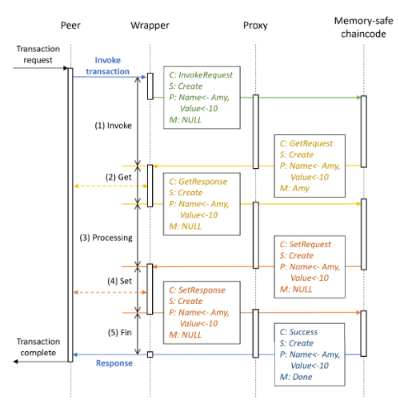 Peer
Wrapper
Proxy
Memory-safe
chaincode
Transaction
request
Invoke
transaction
C: InvokeRequest
S: Create
P: Name<- Amy,
Value<-10
M: NULL
(1) Invoke
C: GetRequest
S: Create
P: Name<- Amy,
Value<-10
M: Amy
(2) Get
C: GetResponse
S: Create
P: Name<- Amy,
Value<-10
M: NULL
(3) Processing
C: SetRequest
S: Create
P: Name<- Amy,
Value<-10
M: NULL
(4) Set
C: SetResponse
S: Create
P: Name<- Amy,
Value<-10
M: NULL
(5) Fin
C: Success
S: Create
P: Name<- Amy,
Value<-10
M: Done
Transaction
complete
Response